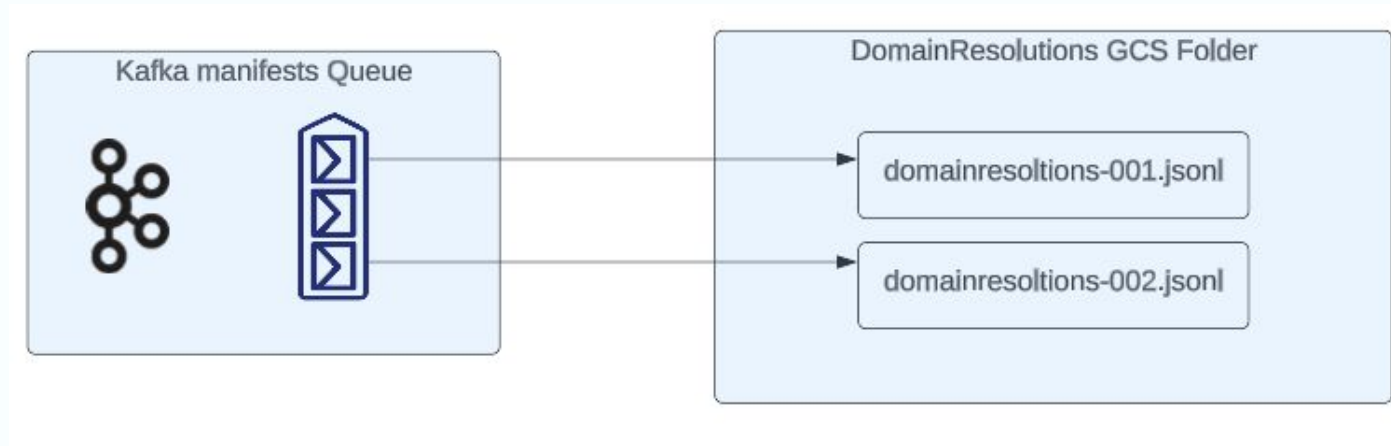 Kafka manifests Queue
DomainResolutions GCS Folder
domainresoltions-001.jsonl
domainresoltions-002.jsonl